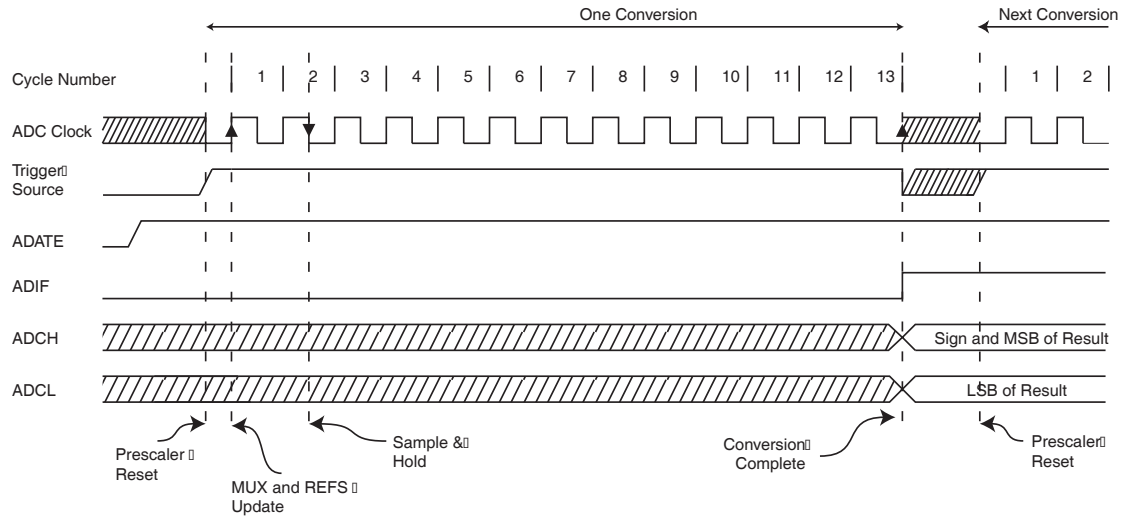 One Conversion
Next Conversion
Cycle Number
1 2 3 4 5 6 7 8 9 10 11 12 13 1 2
ADC Clock
Trigger
Source
ADATE
ADIF
ADCH
Sign and MSB of Result
ADCL
LSB of Result
Prescaler
Reset
MUX and REFS
Update
Sample &
Hold
Conversion
Complete
Prescaler
Reset